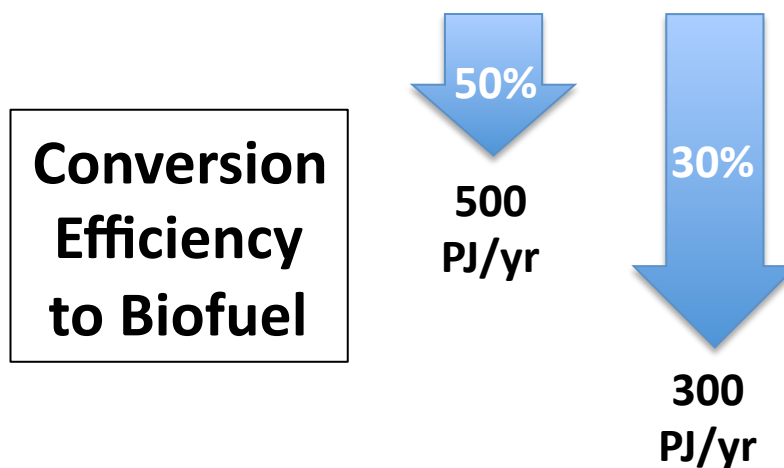 Conversion
Efficiency
to Biofuel
50%
500
PJ/yr
30%
300
PJ/yr